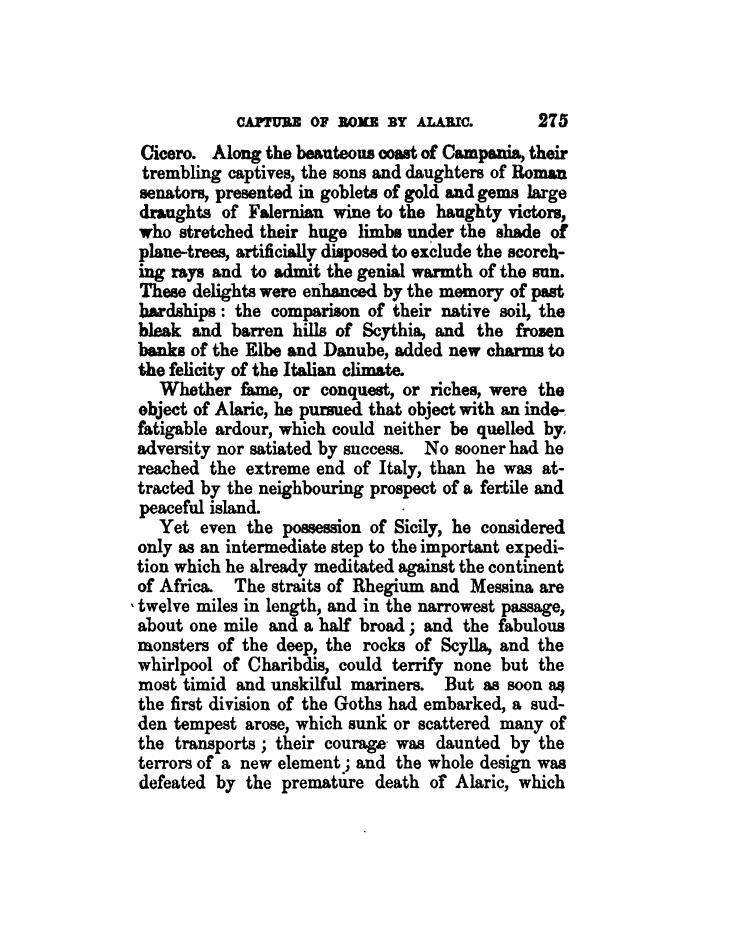 CAPTURE OF ROME BY ALARIC. 275
Cicero. Along the beauteous coast of Campania, their
trembling captives, the sons and daughters of Roman
senators, presented in goblets of gold and gems large
draughts of Falernian wine to the haughty victors,
who stretched their huge limbs under the shade of
plane-trees, artificially disposed to exclude the scorch-
ing rays and to admit the genial warmth of the sun.
These delights were enhanced by the memory of past
hardships: the comparison of their native soil, the
bleak and barren hills of Scythia, and the frozen
banks of the Elbe and Danube, added new charms to
the felicity of the Italian climate.
Whether fame, or conquest, or riches, were the
object of Alaric, he pursued that object with an inde-
fatigable ardour, which could neither be quelled by
adversity nor satiated by success. No sooner had he
reached the extreme end of Italy, than he was at-
tracted by the neighbouring prospect of a fertile and
peaceful island.
Yet even the possession of Sicily, he considered
only as an intermediate step to the important expedi-
tion which he already meditated against the continent
of Africa. The straits of Rhegium and Messina are
twelve miles in length, and in the narrowest passage,
about one mile and a half broad; and the fabulous
monsters of the deep, the rocks of Scylla, and the
whirlpool of Charibdis, could terrify none but the
most timid and unskilful mariners. But as soon as
the first division of the Goths had embarked, a sud-
den tempest arose, which sunk or scattered many of
the transports; their courage was daunted by the
terrors of a new element; and the whole design was
defeated by the premature death of Alaric, which